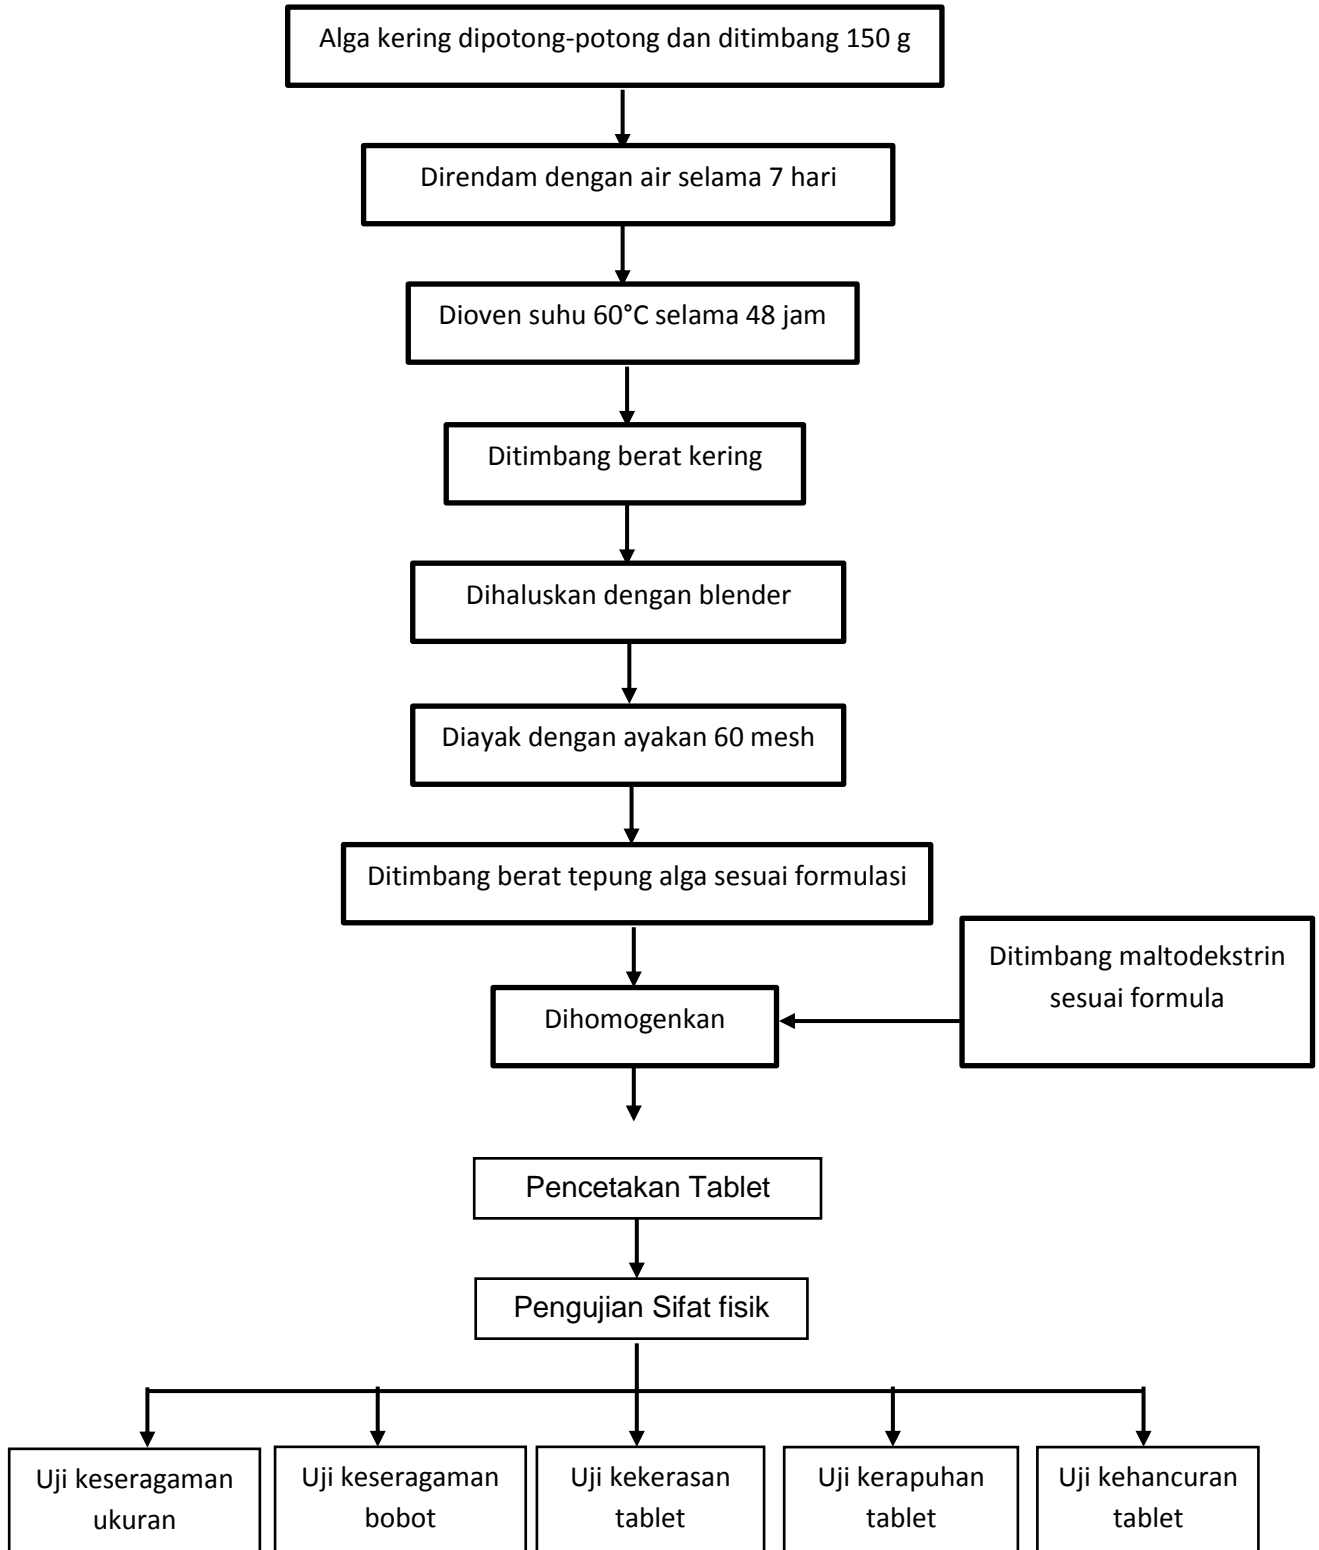 Alga kering dipotong-potong dan ditimbang 150 g
Direndam dengan air selama 7 hari
Dioven suhu 60°C selama 48 jam
Ditimbang berat kering
Dihaluskan dengan blender
Diayak dengan ayakan 60 mesh
Ditimbang berat tepung alga sesuai formulasi
Ditimbang maltodekstrin
sesuai formula
Dihomogenkan
Pencetakan Tablet
Pengujian Sifat fisik
Uji keseragaman
ukuran
Uji keseragaman
bobot
Uji kekerasan
tablet
Uji kerapuhan
tablet
Uji kehancuran
tablet